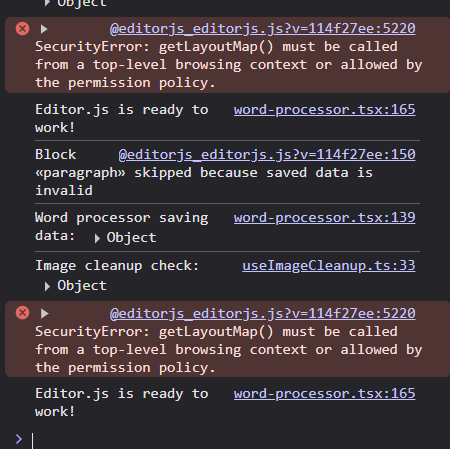 Object
@editorjs_editorjs.js?v=114f27ee:5220
SecurityError: getLayoutMap() must be called
from a top-level browsing context or allowed by
the permission policy.
Editor.js is ready to word-processor.tsx:165
work!
Block @editorjs_editorjs.js?v=114f27ee:150
«paragraph» skipped because saved data is
invalid
Word processor saving word-processor.tsx:139
data: Object
Image cleanup check: useImageCleanup.ts:33
Object
@editorjs_editorjs.js?v=114f27ee:5220
SecurityError: getLayoutMap() must be called
from a top-level browsing context or allowed by
the permission policy.
Editor.js is ready to word-processor.tsx:165
work!